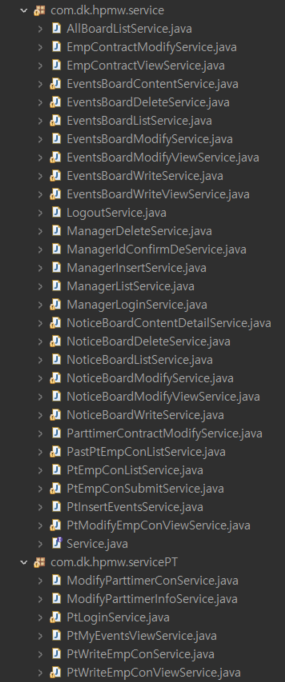 com.dk.hpmw.service
AllBoardListService.java
EmpContractModifyService.java
EmpContractViewService.java
EventsBoardContentService.java
EventsBoardDeleteService.java
EventsBoardListService.java
EventsBoardModifyService.java
EventsBoardModifyViewService.java
EventsBoardWriteService.java
EventsBoardWriteViewService.java
LogoutService.java
ManagerDeleteService.java
ManagerIdConfirmDeService.java
ManagerInsertService.java
ManagerListService.java
ManagerLoginService.java
NoticeBoardContentDetailService.java
NoticeBoardDeleteService.java
NoticeBoardListService.java
NoticeBoardModifyService.java
NoticeBoardModifyViewService.java
NoticeBoardWriteService.java
ParttimerContractModifyService.java
PastPtEmpConListService.java
PtEmpConListService.java
PtEmpConSubmitService.java
PtInsertEventsService.java
PtModifyEmpConViewService.java
Service.java
com.dk.hpmw.servicePT
ModifyParttimerConService.java
ModifyParttimerInfoService.java
PtLoginService.java
PtMyEventsViewService.java
PtWriteEmpConService.java
PtWriteEmpConViewService.java